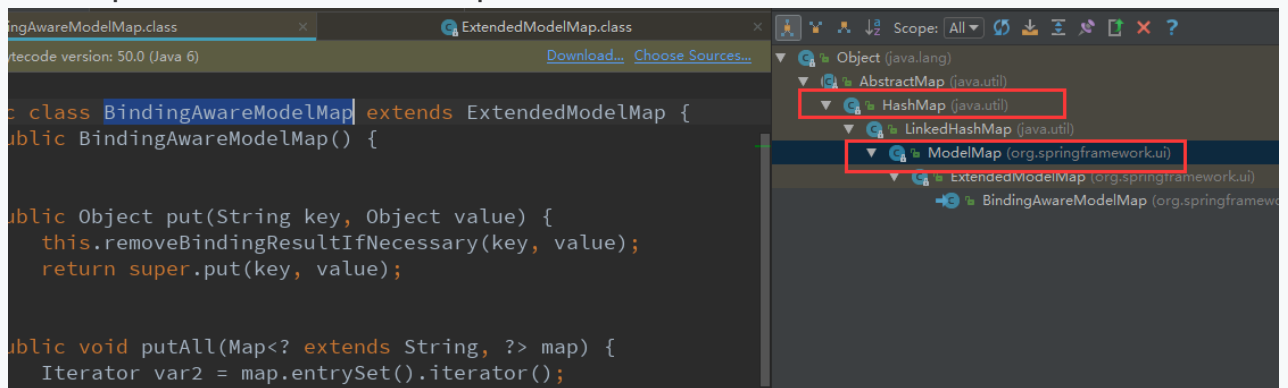 ingAwareModelMap.class × ExtendedModelMap.class ×
ytecode version: 50.0 (Java 6) Download... Choose Sources...
c class BindingAwareModelMap extends ExtendedModelMap {
ublic BindingAwareModelMap() {
ublic Object put(String key, Object value) {
this.removeBindingResultIfNecessary(key, value);
return super.put(key, value);
ublic void putAll(Map<? extends String, ?> map) {
Iterator var2 = map.entrySet().iterator();
Scope: All
Object (java.lang)
AbstractMap (java.util)
HashMap (java.util)
LinkedHashMap (java.util)
ModelMap (org.springframework.ui)
ExtendedModelMap (org.springframework.ui)
BindingAwareModelMap (org.springframewo